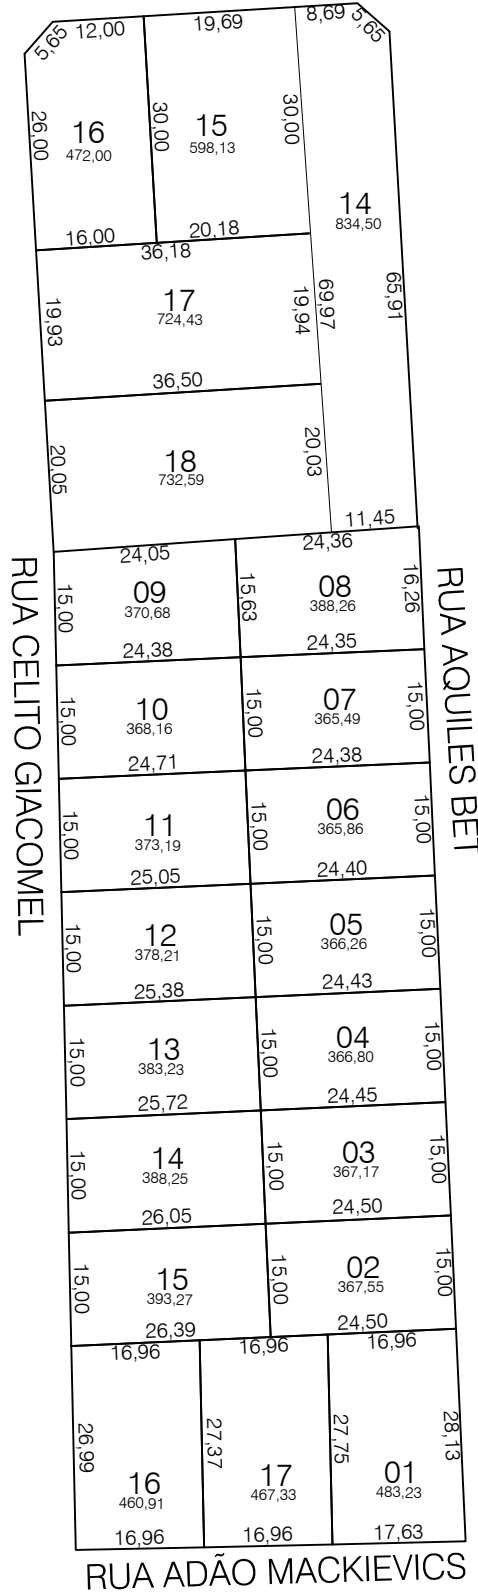 5,65 12,00 19,69 8,69 5,65
26,00 16 472,00 30,00 15 598,13 30,00
14 834,50
16,00 20,18
36,18
19,93 17 724,43 19,94 69,97 65,91
36,50
20,05 18 732,59 20,03
11,45
24,05 24,36
15,00 09 370,68 15,63 08 388,26 16,26
24,38 24,35
15,00 10 368,16 15,00 07 365,49 15,00
24,71 24,38
15,00 11 373,19 15,00 06 365,86 15,00
25,05 24,40
15,00 12 378,21 15,00 05 366,26 15,00
25,38 24,43
15,00 13 383,23 15,00 04 366,80 15,00
25,72 24,45
15,00 14 388,25 15,00 03 367,17 15,00
26,05 24,50
15,00 15 393,27 15,00 02 367,55 15,00
26,39 24,50
16,96 16,96 16,96
26,99 16 460,91 27,37 17 467,33 27,75 01 483,23 28,13
16,96 16,96 17,63
RUA CELITO GIACOMEL
RUA AQUILES BET
RUA ADÃO MACKIEVICS